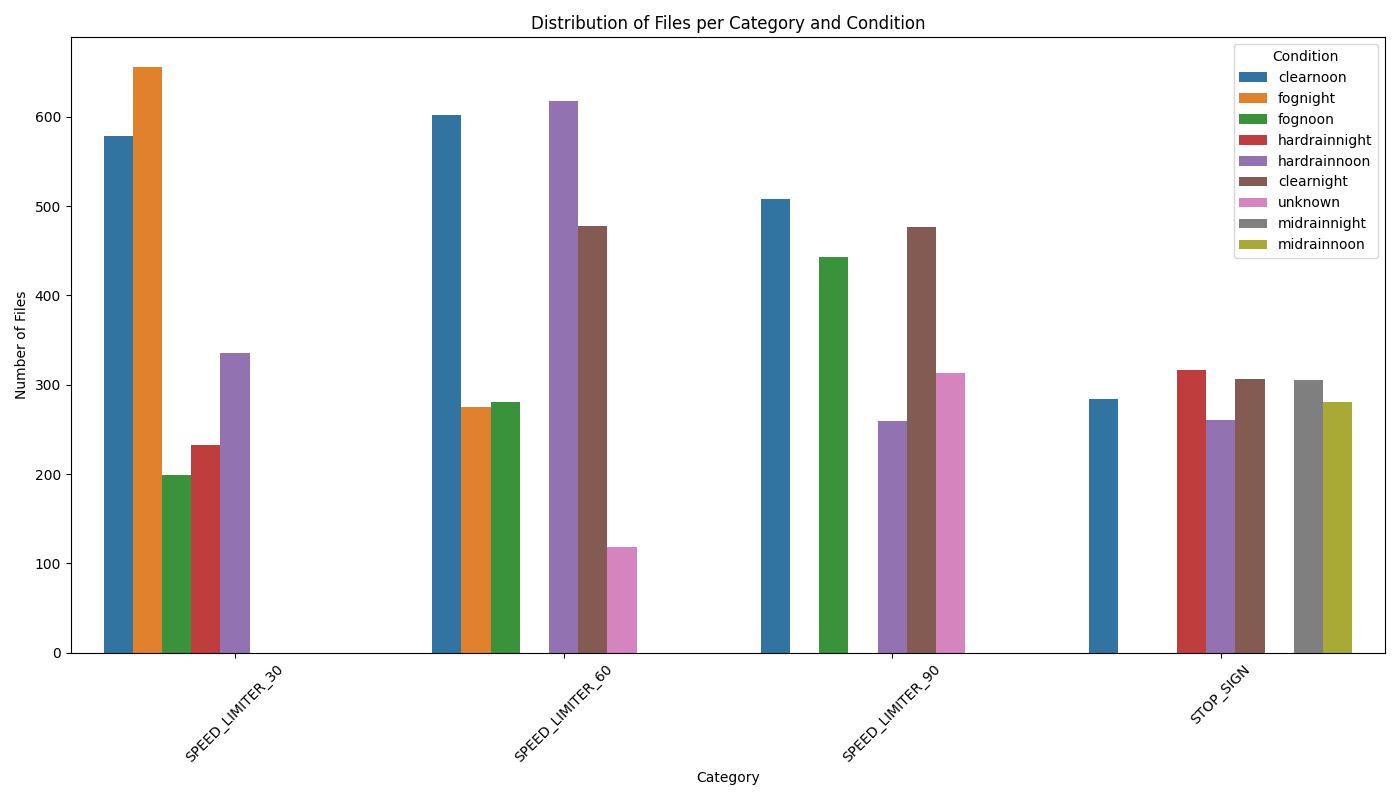 Distribution of Files per Category and Condition
Condition
clearnoon
fognight
fognoon
hardrainnight
hardrainnoon
clearnight
unknown
midrainnight
midrainnoon
Number of Files
600
500
400
300
200
100
0
SPEED_LIMITER_30
SPEED_LIMITER_60
SPEED_LIMITER_90
STOP_SIGN
Category